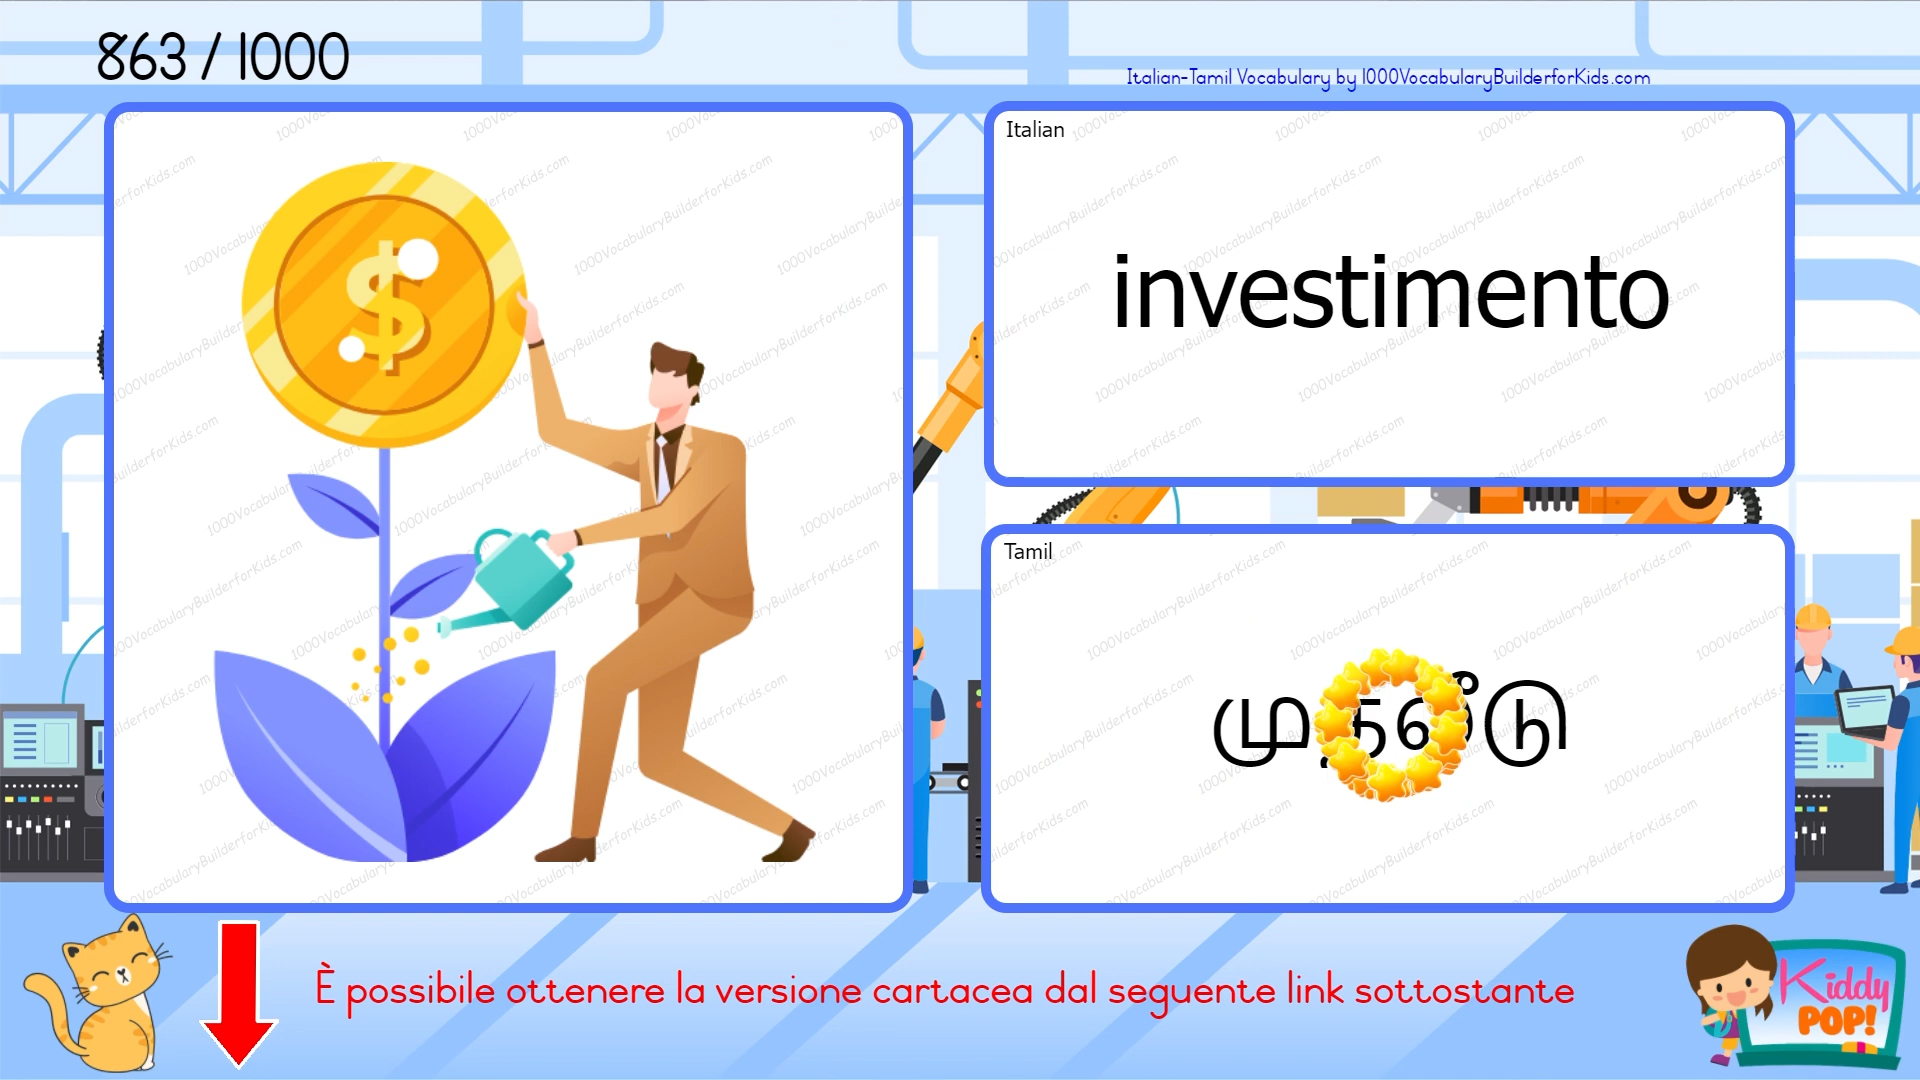 863 / 1000
Italian-Tamil Vocabulary by 1000VocabularyBuilderforKids.com
Italian
investimento
Tamil
È possibile ottenere la versione cartacea dal seguente link sottostante
Kiddy
POP!